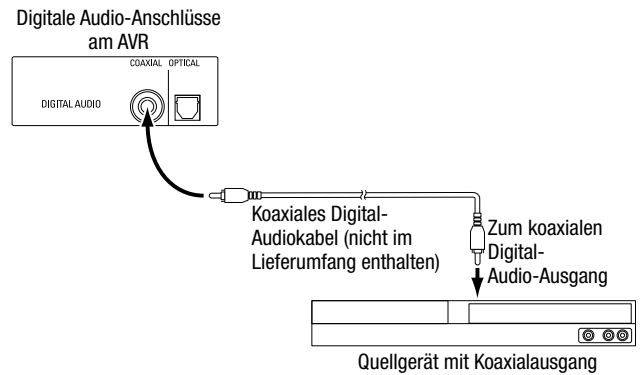 Digitale Audio-Anschlüsse
am AVR
COAXIAL OPTICAL
DIGITAL AUDIO
Koaxiales Digital-
Audiokabel (nicht im
Lieferumfang enthalten)
Zum koaxialen
Digital-
Audio-Ausgang
Quellgerät mit Koaxialausgang